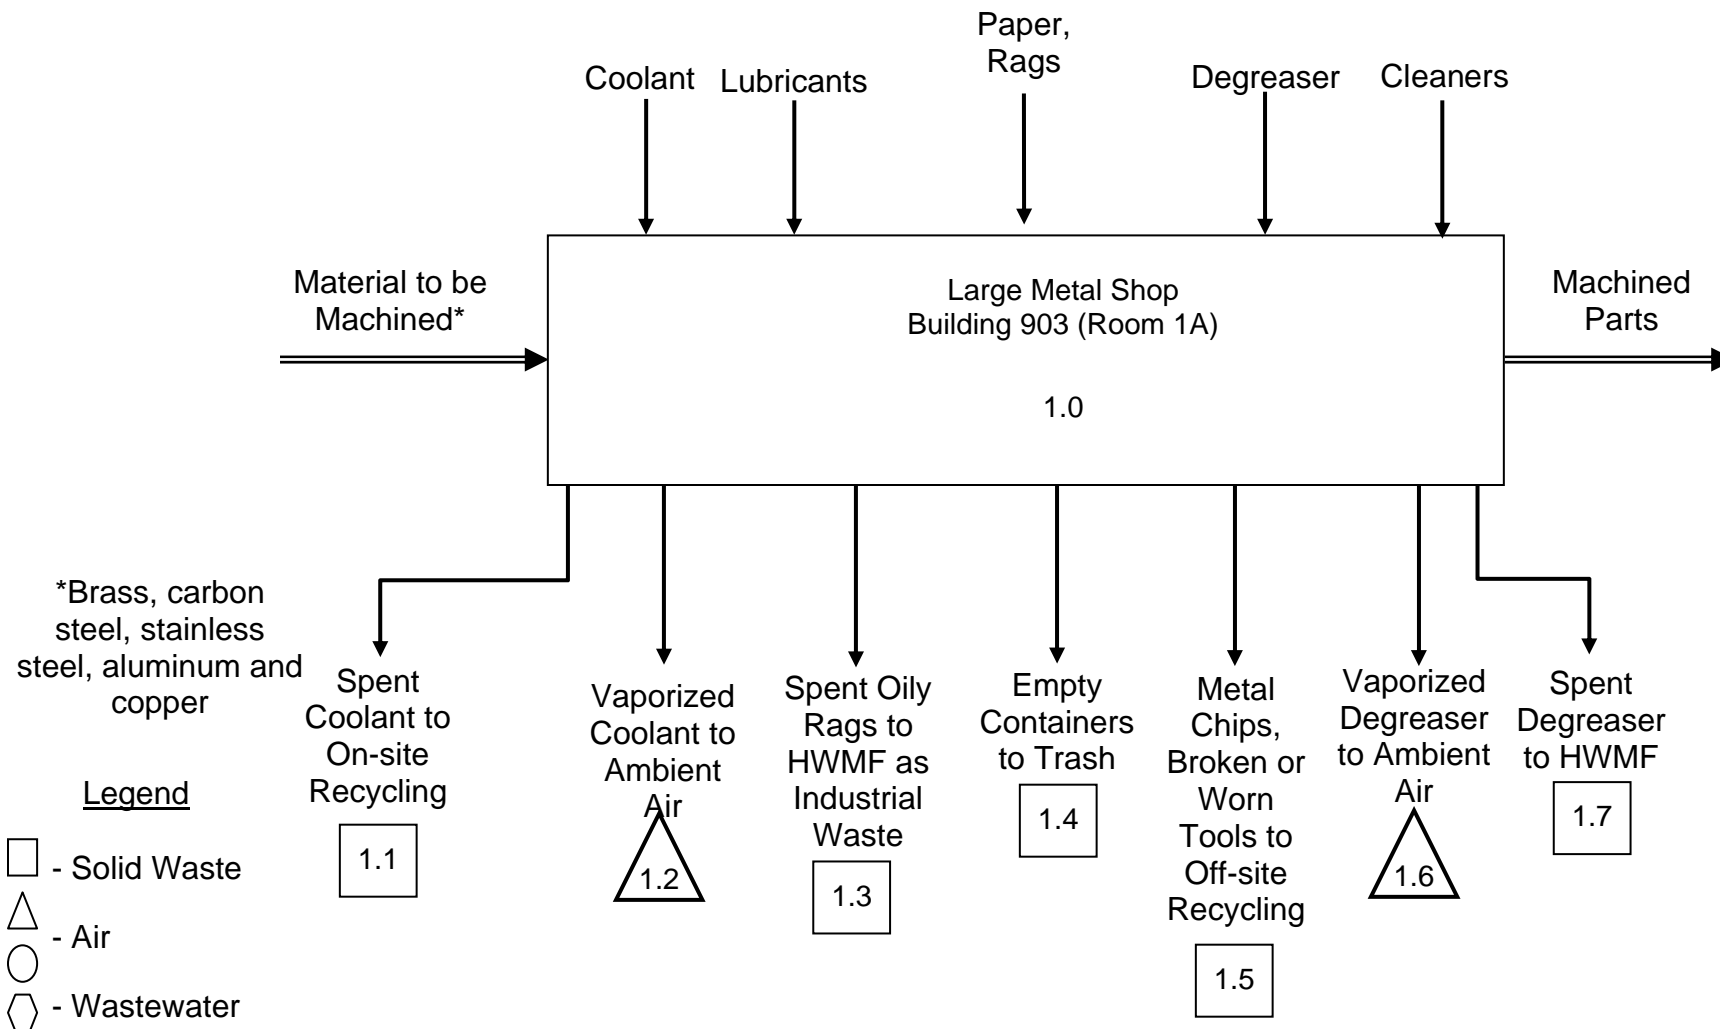 Paper,
Rags
Coolant
Lubricants
Degreaser
Cleaners
Material to be
Machined*
Large Metal Shop
Building 903 (Room 1A)
1.0
Machined
Parts
*Brass, carbon
steel, stainless
steel, aluminum and
copper
Spent
Coolant to
On-site
Recycling
1.1
Vaporized
Coolant to
Ambient
Air
1.2
Spent Oily
Rags to
HWMF as
Industrial
Waste
1.3
Empty
Containers
to Trash
1.4
Metal
Chips,
Broken or
Worn
Tools to
Off-site
Recycling
1.5
Vaporized
Degreaser
to Ambient
Air
1.6
Spent
Degreaser
to HWMF
1.7
Legend
- Solid Waste
- Air
- Wastewater